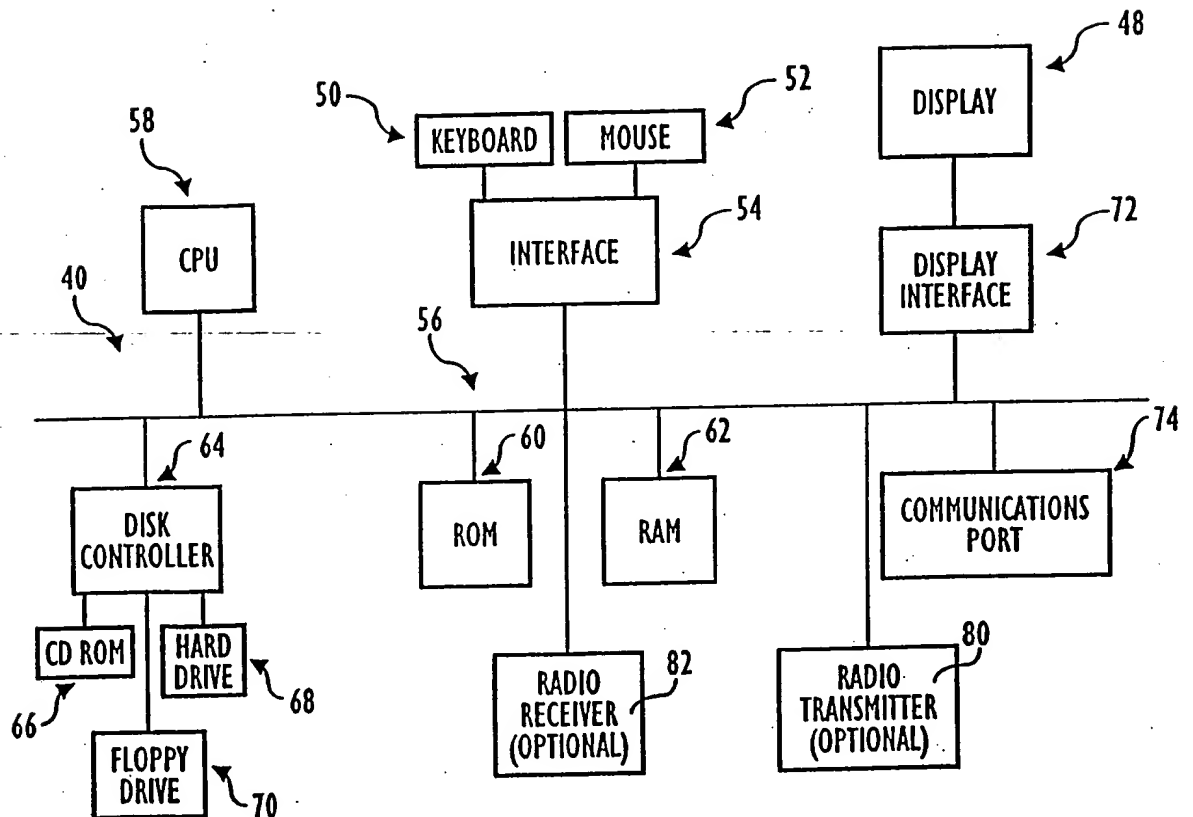 48
DISPLAY
50
52
KEYBOARD
MOUSE
58
54
72
CPU
INTERFACE
DISPLAY
INTERFACE
40
56
64
60
62
74
DISK
CONTROLLER
ROM
RAM
COMMUNICATIONS
PORT
CD ROM
HARD
DRIVE
66
68
82
RADIO
RECEIVER
(OPTIONAL)
80
RADIO
TRANSMITTER
(OPTIONAL)
FLOPPY
DRIVE
70